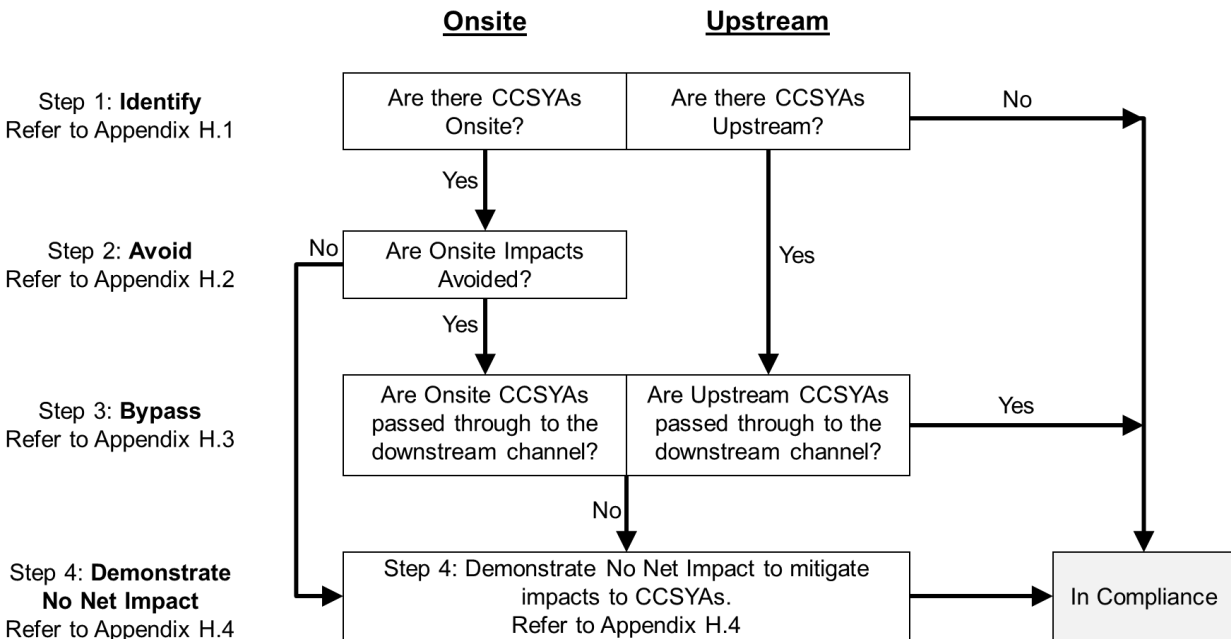 Onsite
Upstream
Step 1: Identify
Refer to Appendix H.1
Are there CCSYAs
Onsite?
Are there CCSYAs
Upstream?
No
Yes
Step 2: Avoid
Refer to Appendix H.2
No
Are Onsite Impacts
Avoided?
Yes
Yes
Step 3: Bypass
Refer to Appendix H.3
Are Onsite CCSYAs
passed through to the
downstream channel?
Are Upstream CCSYAs
passed through to the
downstream channel?
Yes
No
Step 4: Demonstrate
No Net Impact
Refer to Appendix H.4
Step 4: Demonstrate No Net Impact to mitigate
impacts to CCSYAs.
Refer to Appendix H.4
In Compliance